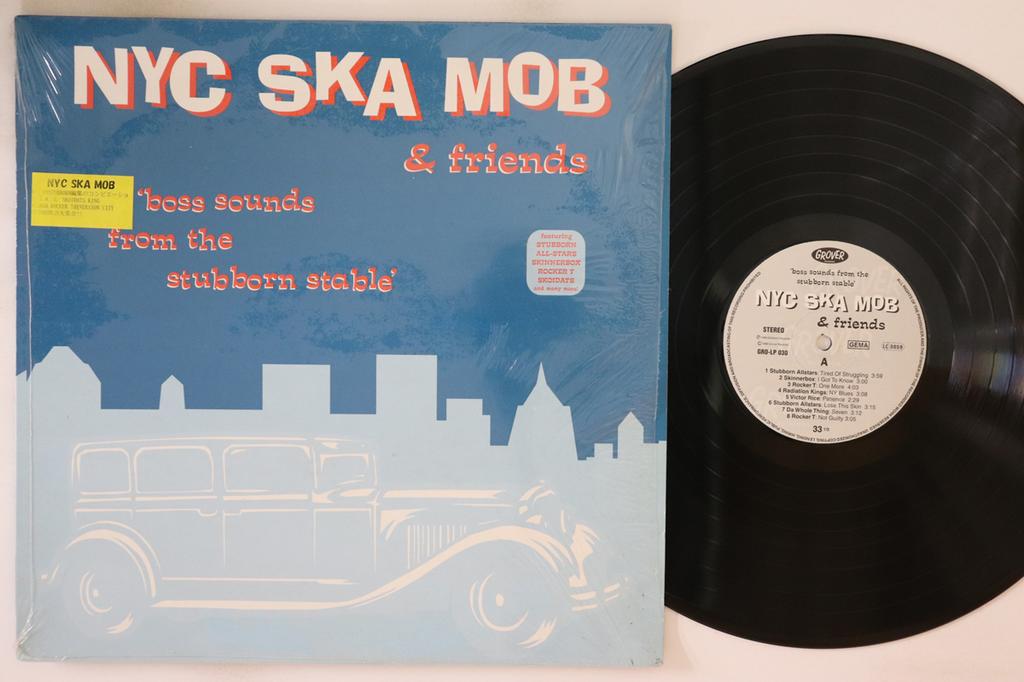 NYC SKA MOB
& friends
NYC SKA MOB
'boss sounds
from the
stubborn stable'
featuring
STUBBORN
ALL-STARS
SKINNERBOX
ROCKER T
SKOIDATS
and many more!
GROVER
'boss sounds from the
stubborn stable'
NYC SKA MOB
& friends
STEREO
GRO-LP 030
GEMA
LC 9859
A
1 Stubborn Allstars: Tired Of Struggling 3:59
2 Skinnerbox: I Got To Know 3:00
3 Rocker T: One More 4:03
4 Radiation Kings: NY Blues 3:08
5 Victor Rice: Patience 2:29
6 Stubborn Allstars: Lose This Skin 3:15
7 Da Whole Thing: Seven 3:12
8 Rocker T: Not Guilty 3:05
33 1/3